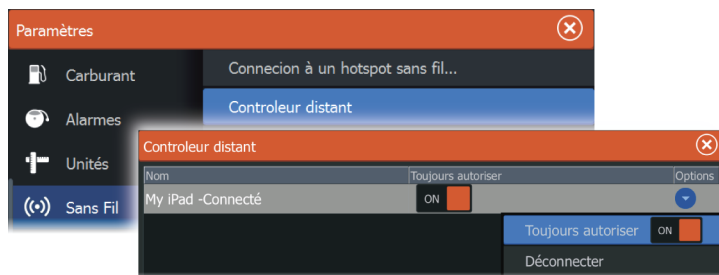 Paramètres
Carburant
Connecion à un hotspot sans fil...
Alarmes
Controleur distant
Unités
Sans Fil
Controleur distant
Nom Toujours autoriser Options
My iPad -Connecté ON
Toujours autoriser ON
Déconnecter